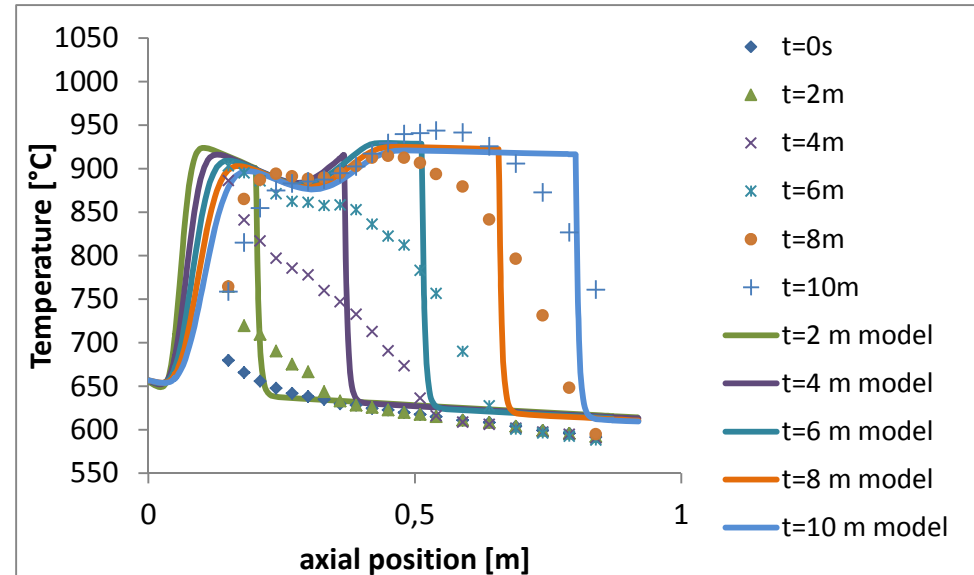 Temperature [°C]
1050
1000
950
900
850
800
750
700
650
600
550
0
0,5
1
axial position [m]
t=0s
t=2m
t=4m
t=6m
t=8m
t=10m
t=2 m model
t=4 m model
t=6 m model
t=8 m model
t=10 m model